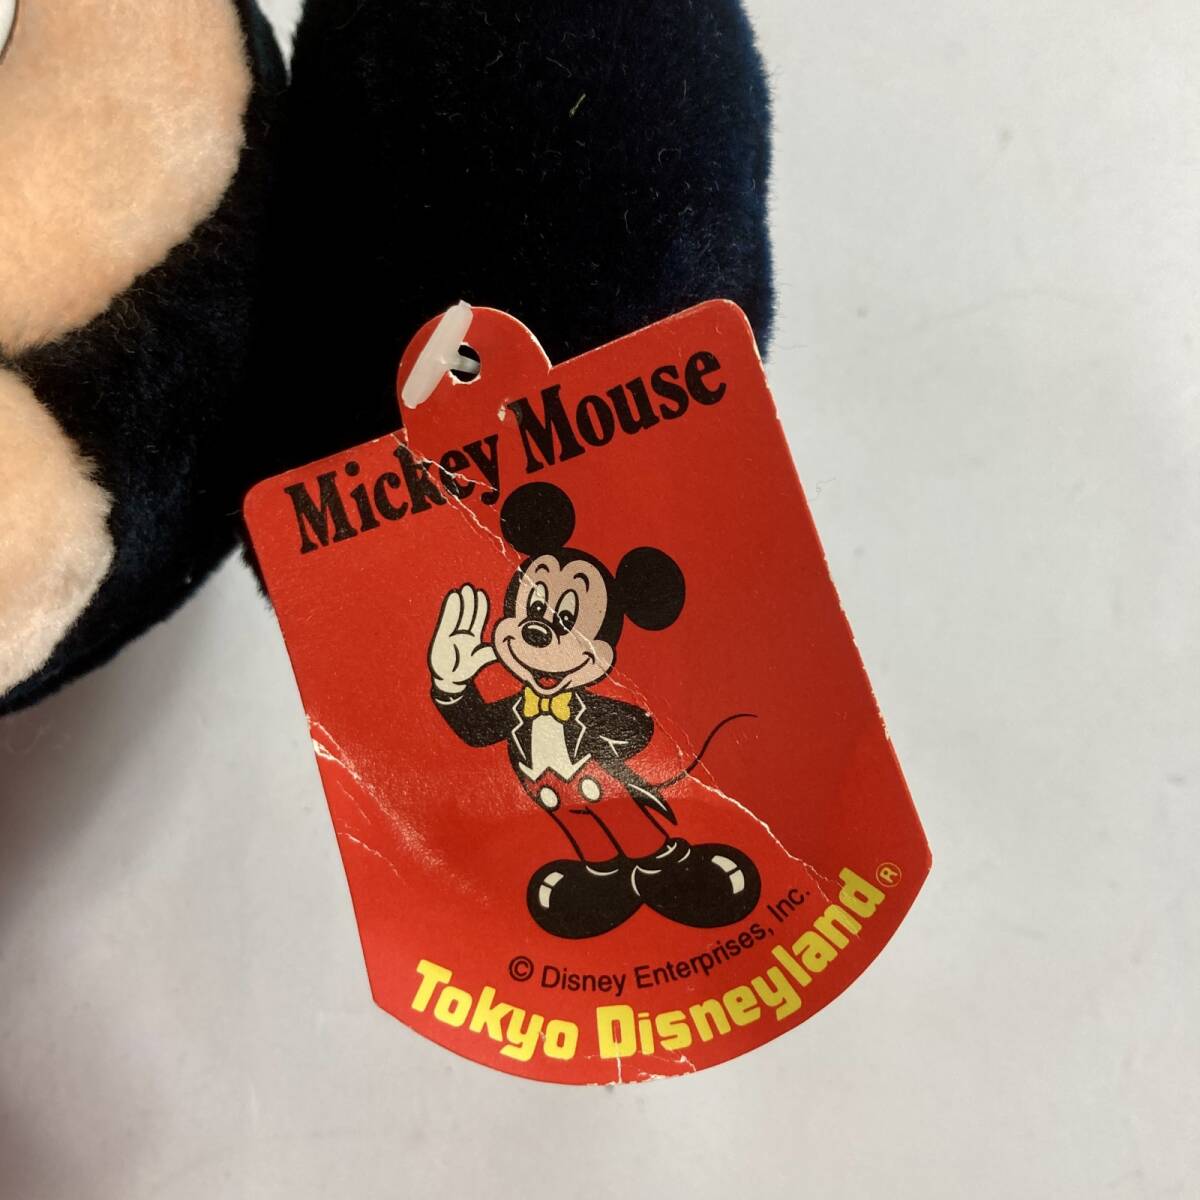 Mickey Mouse
© Disney Enterprises, Inc.
Tokyo Disneyland®